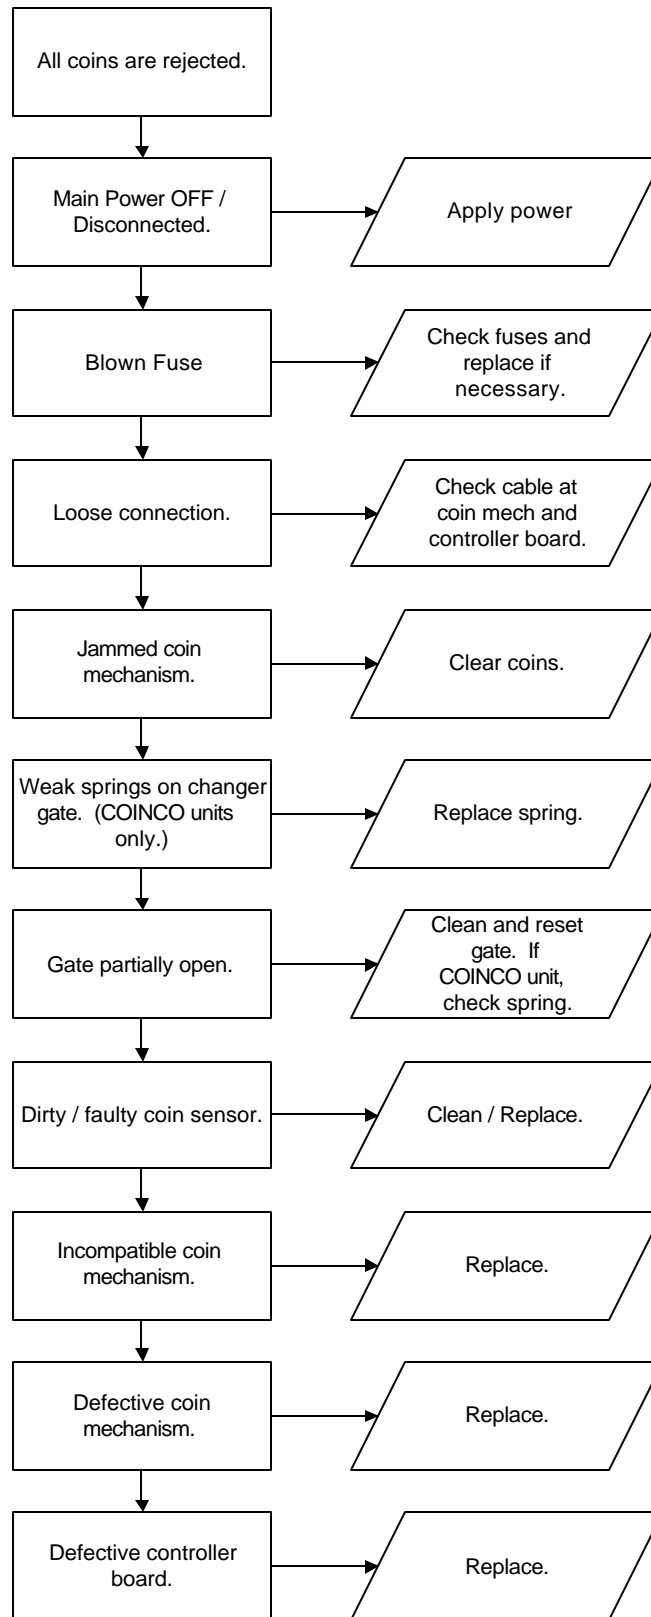 All coins are rejected.
Main Power OFF /
Disconnected.
Apply power
Blown Fuse
Check fuses and
replace if
necessary.
Loose connection.
Check cable at
coin mech and
controller board.
Jammed coin
mechanism.
Clear coins.
Weak springs on changer
gate.  (COINCO units
only.)
Replace spring.
Gate partially open.
Clean and reset
gate.  If
COINCO unit,
check spring.
Dirty / faulty coin sensor.
Clean / Replace.
Incompatible coin
mechanism.
Replace.
Defective coin
mechanism.
Replace.
Defective controller
board.
Replace.